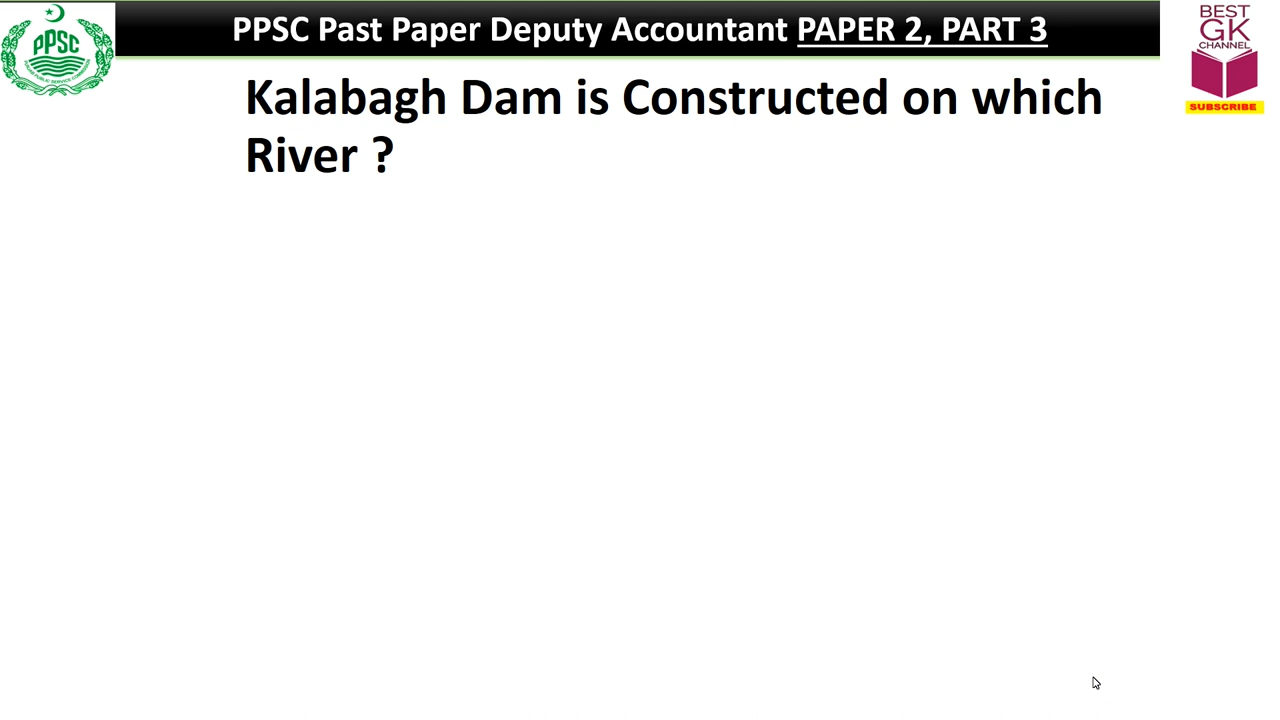 PPSC Past Paper Deputy Accountant PAPER 2, PART 3
PPSC
BEST
GK
CHANNEL
SUBSCRIBE
Kalabagh Dam is Constructed on which
River ?